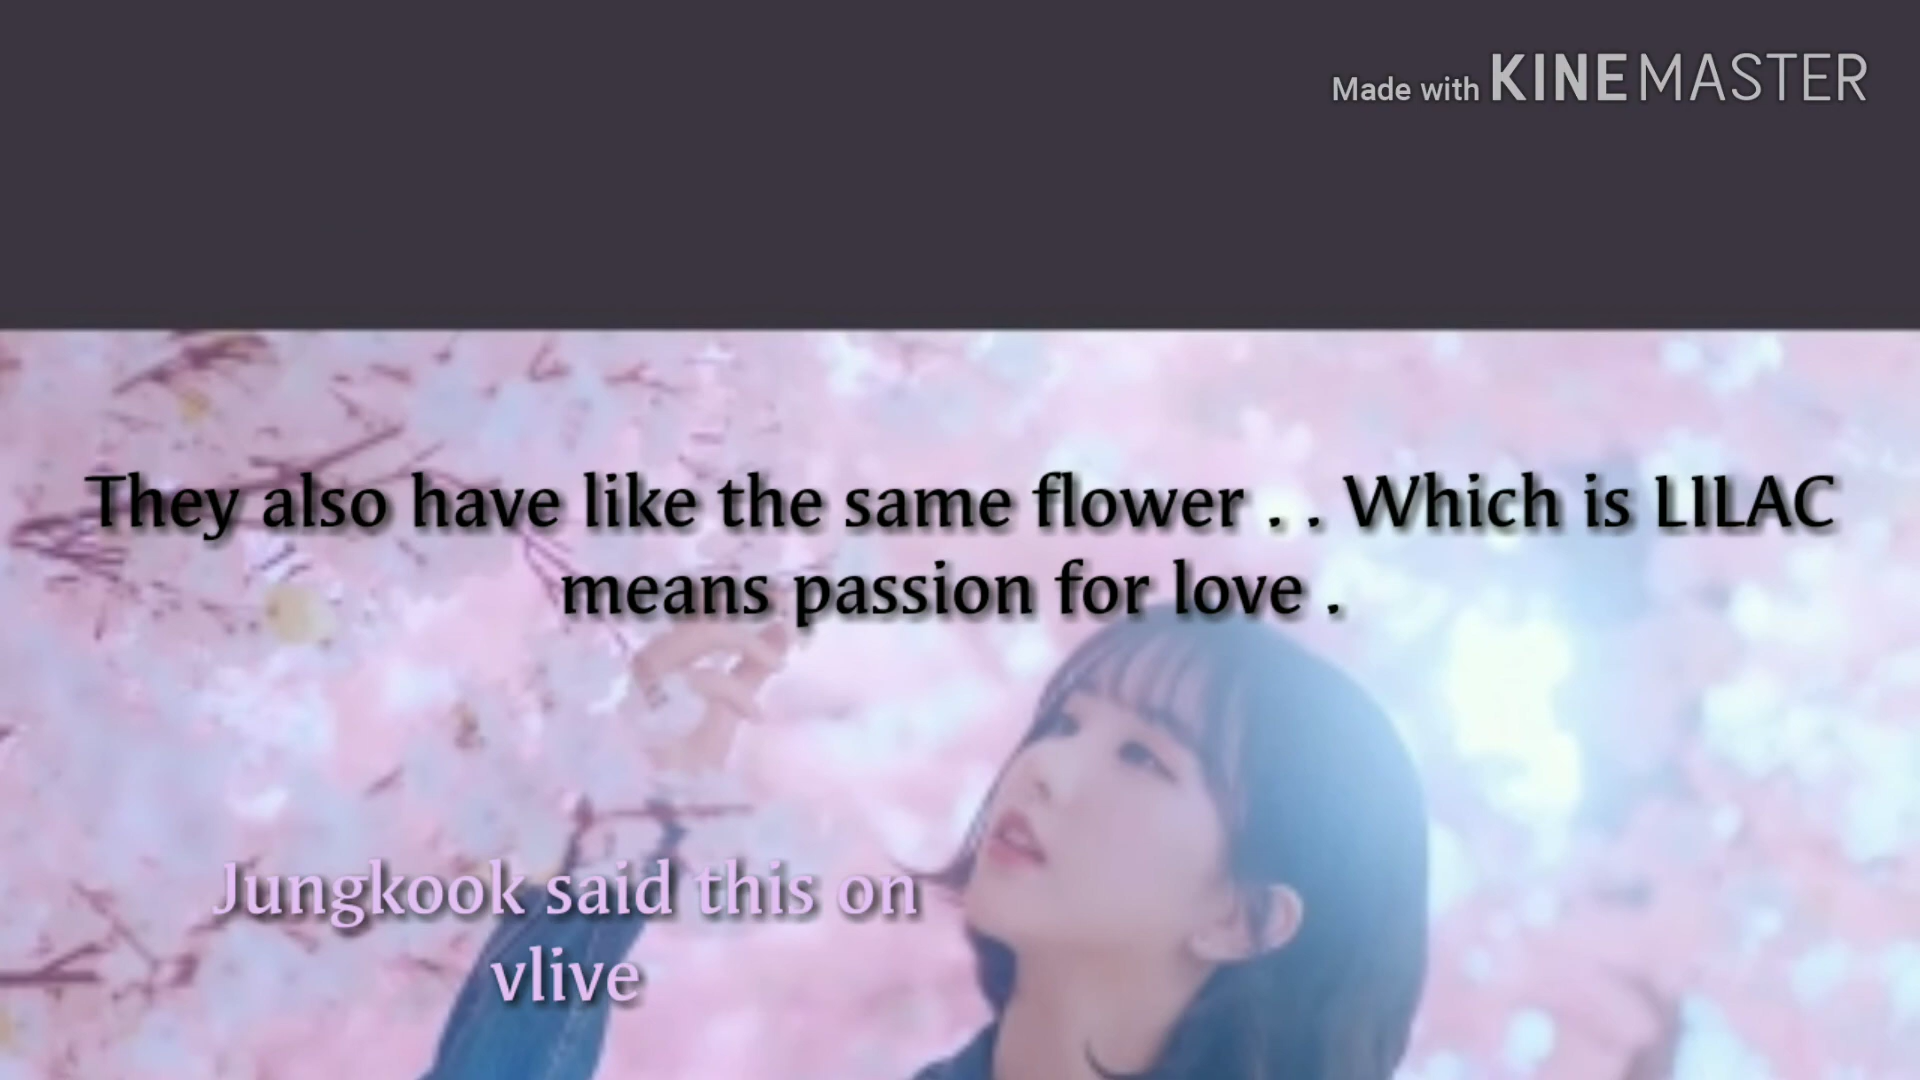 Made with KINEMASTER
They also have like the same flower . . Which is LILAC
means passion for love .
Jungkook said this on
vlive